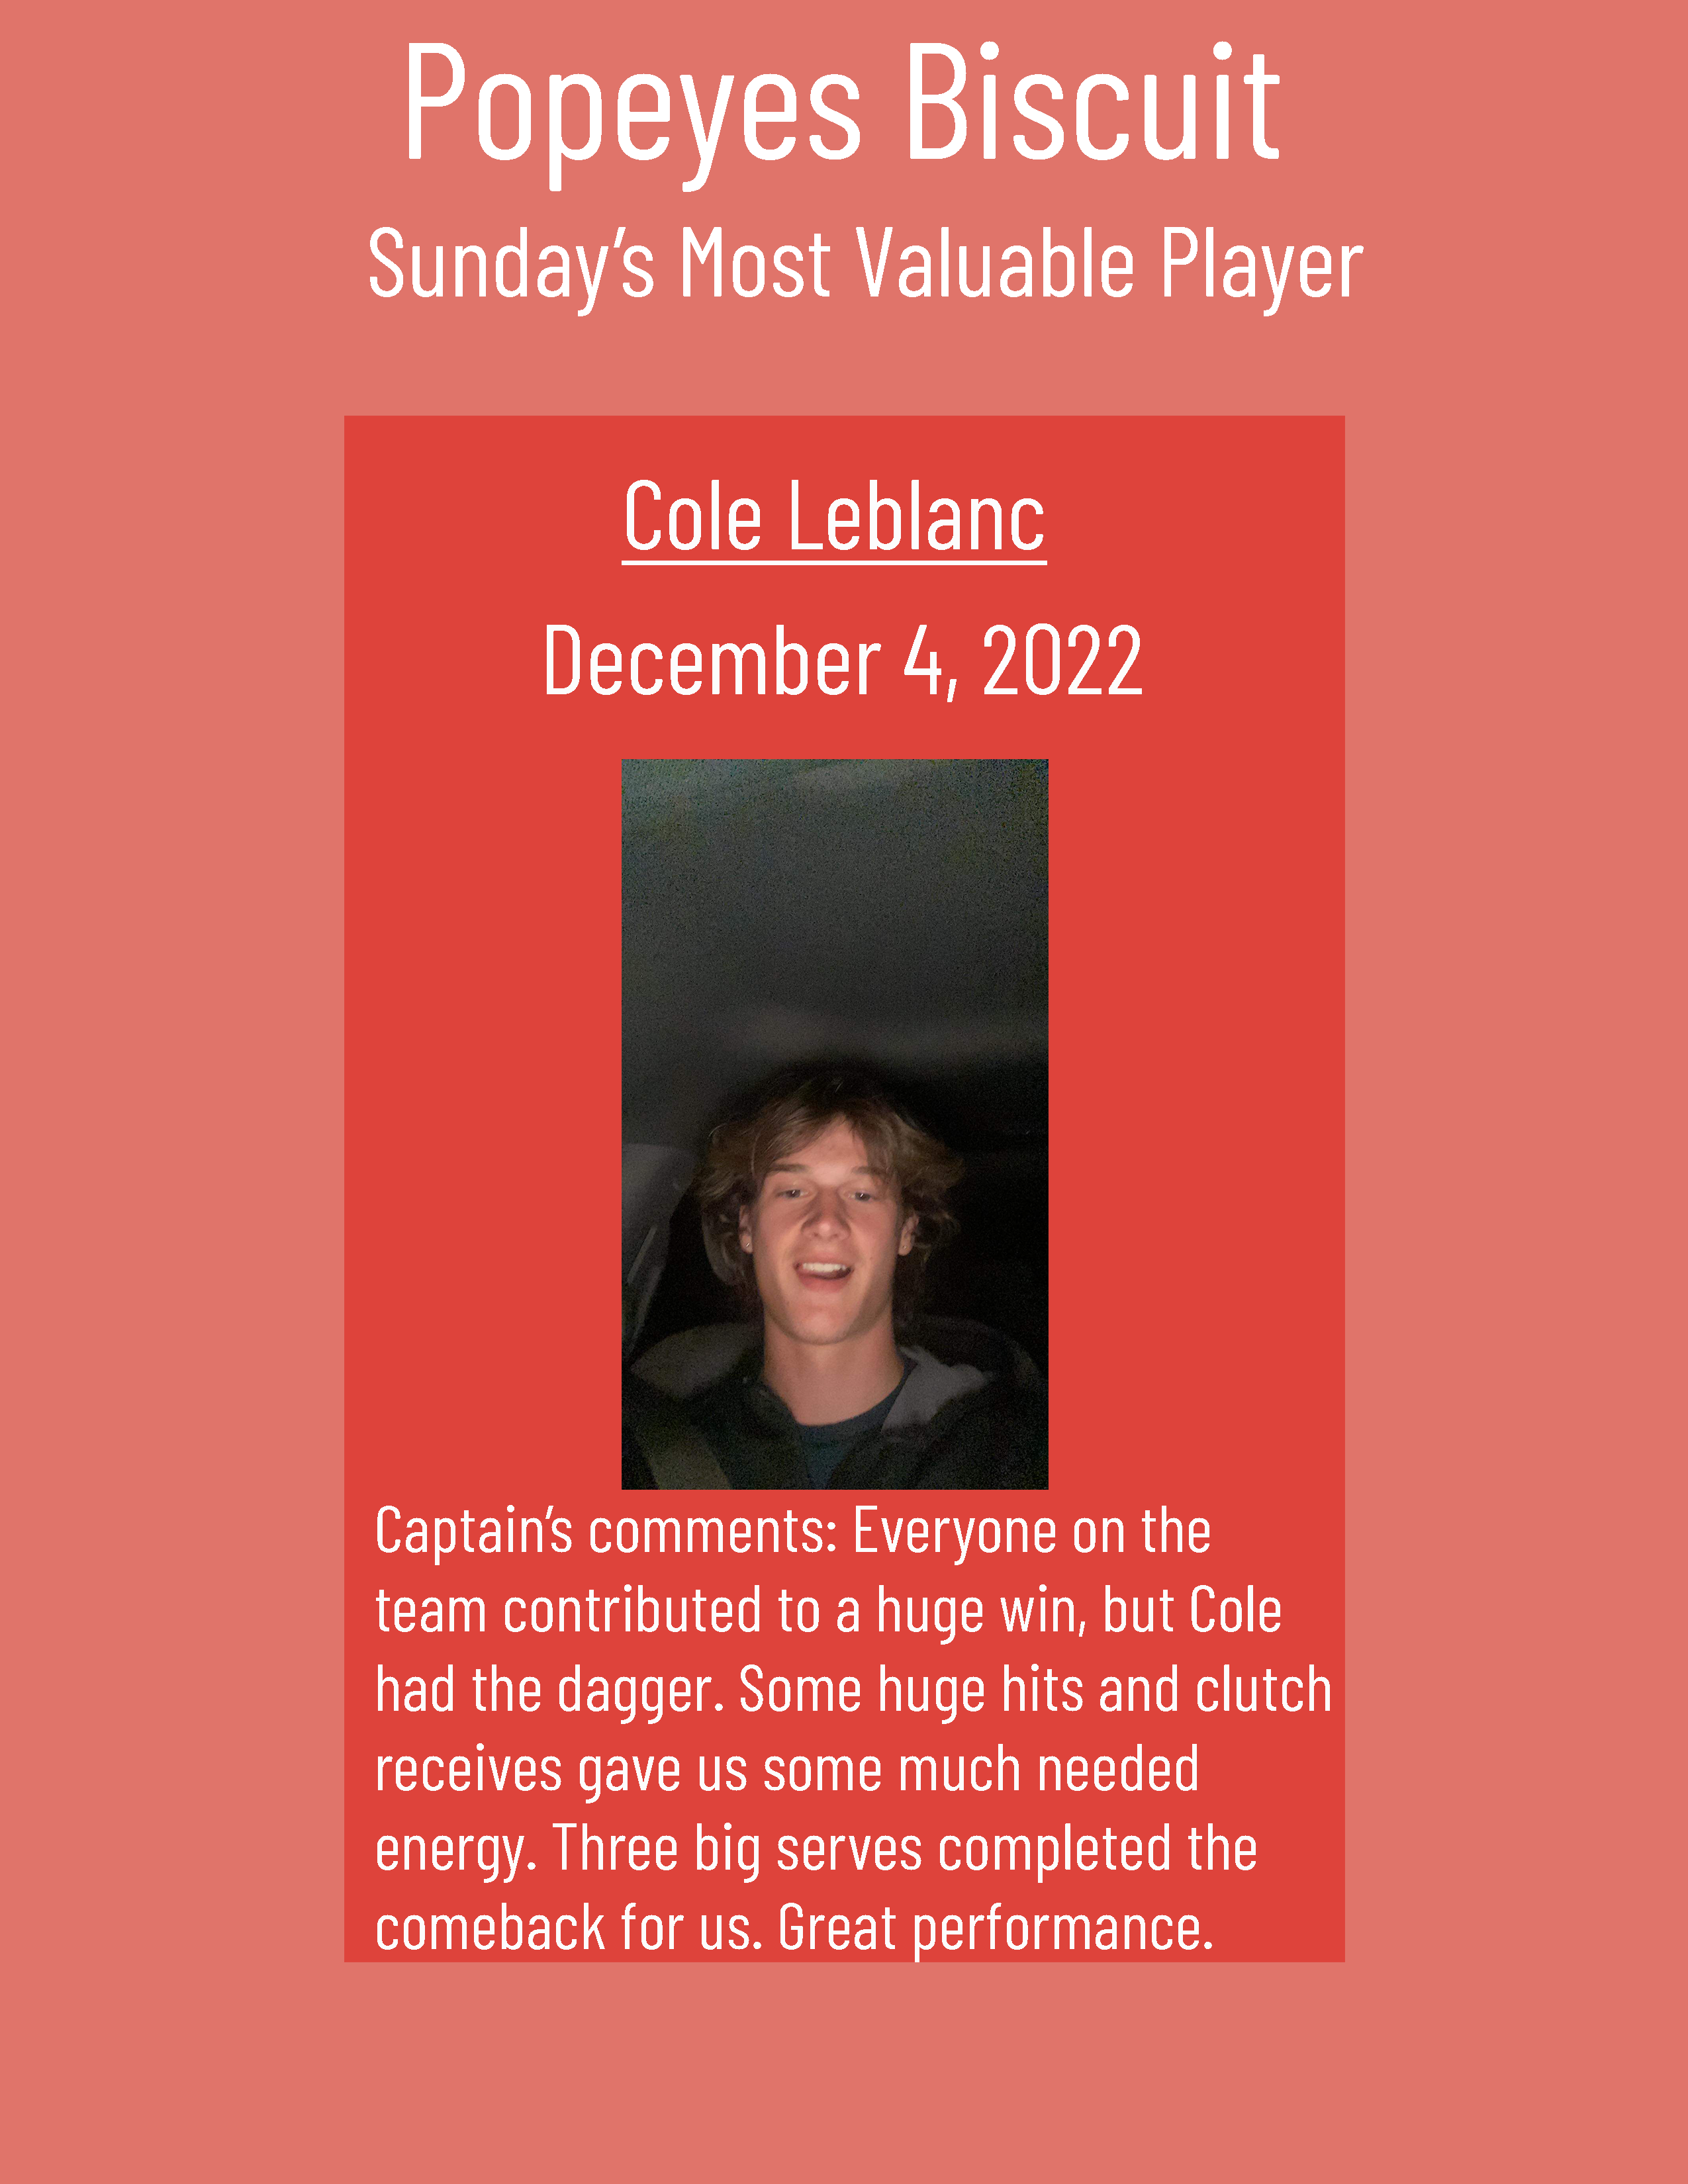 Popeyes Biscuit
Sunday’s Most Valuable Player
Cole Leblanc
December 4, 2022
Captain’s comments: Everyone on the
team contributed to a huge win, but Cole
had the dagger. Some huge hits and clutch
receives gave us some much needed
energy. Three big serves completed the
comeback for us. Great performance.